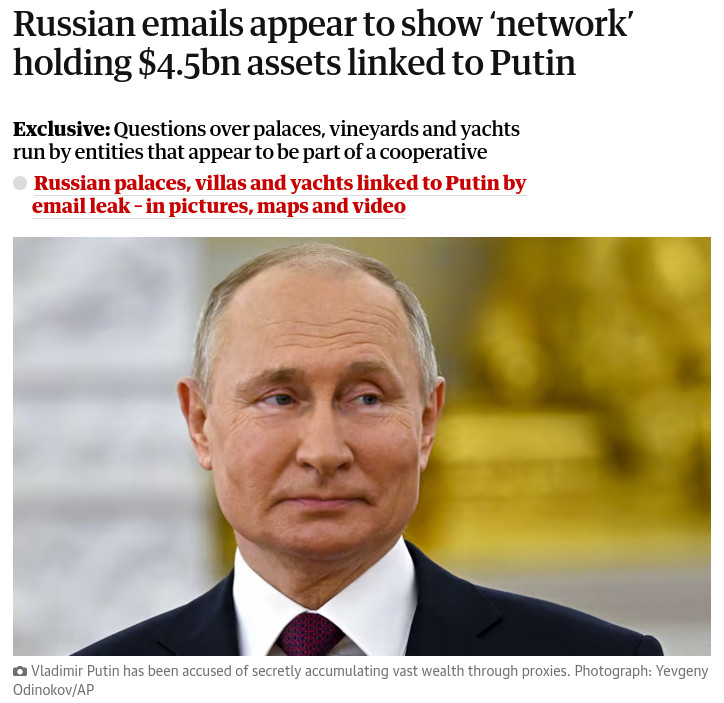 Russian emails appear to show ‘network’
holding $4.5bn assets linked to Putin
Exclusive: Questions over palaces, vineyards and yachts
run by entities that appear to be part of a cooperative
Russian palaces, villas and yachts linked to Putin by
email leak – in pictures, maps and video
Vladimir Putin has been accused of secretly accumulating vast wealth through proxies. Photograph: Yevgeny
Odinokov/AP